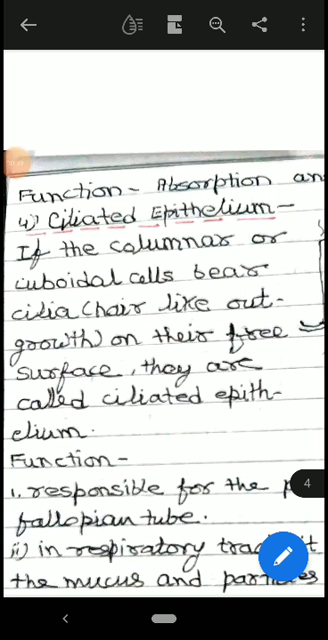 Function - Absorption an
4) Ciliated Epithelium -
If the columnar or
cuboidal cells bear
cilia (hair like out-
growth) on their free
surface, they are
called ciliated epith-
elium.
Function -
4
i. responsible for the
fallopian tube.
ii) in respiratory
the mucus and particles